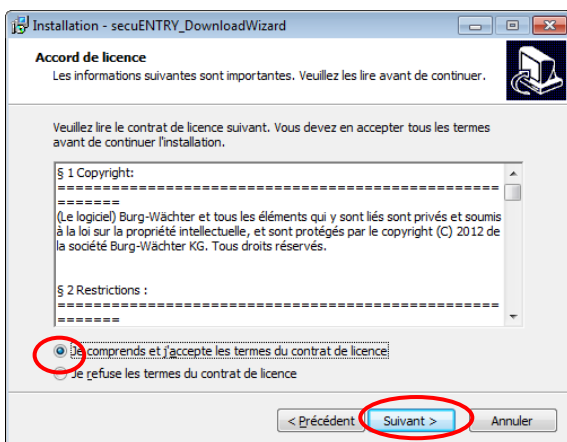 Installation - secuENTRY_DownloadWizard
Accord de licence
Les informations suivantes sont importantes. Veuillez les lire avant de continuer.
Veuillez lire le contrat de licence suivant. Vous devez en accepter tous les termes
avant de continuer l'installation.
§ 1 Copyright:
================================================
=======
(Le logiciel) Burg-Wächter et tous les éléments qui y sont liés sont privés et soumis
à la loi sur la propriété intellectuelle, et sont protégés par le copyright (C) 2012 de
la société Burg-Wächter KG. Tous droits réservés.
§ 2 Restrictions :
================================================
=======
Je comprends et j'accepte les termes du contrat de licence
Je refuse les termes du contrat de licence
< Précédent Suivant > Annuler